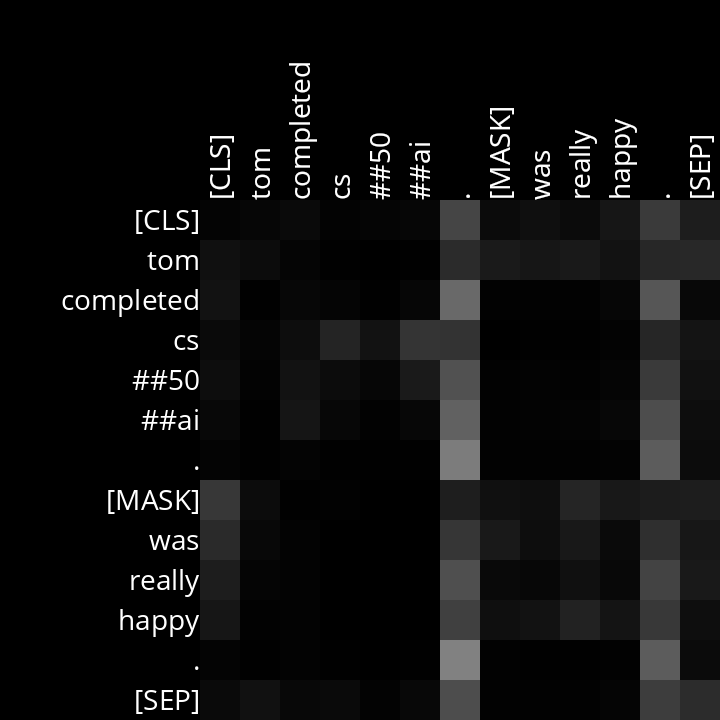 [CLS] tom completed cs ##50 ##ai . [MASK] was really happy . [SEP]
[CLS]
tom
completed
cs
##50
##ai
.
[MASK]
was
really
happy
.
[SEP]